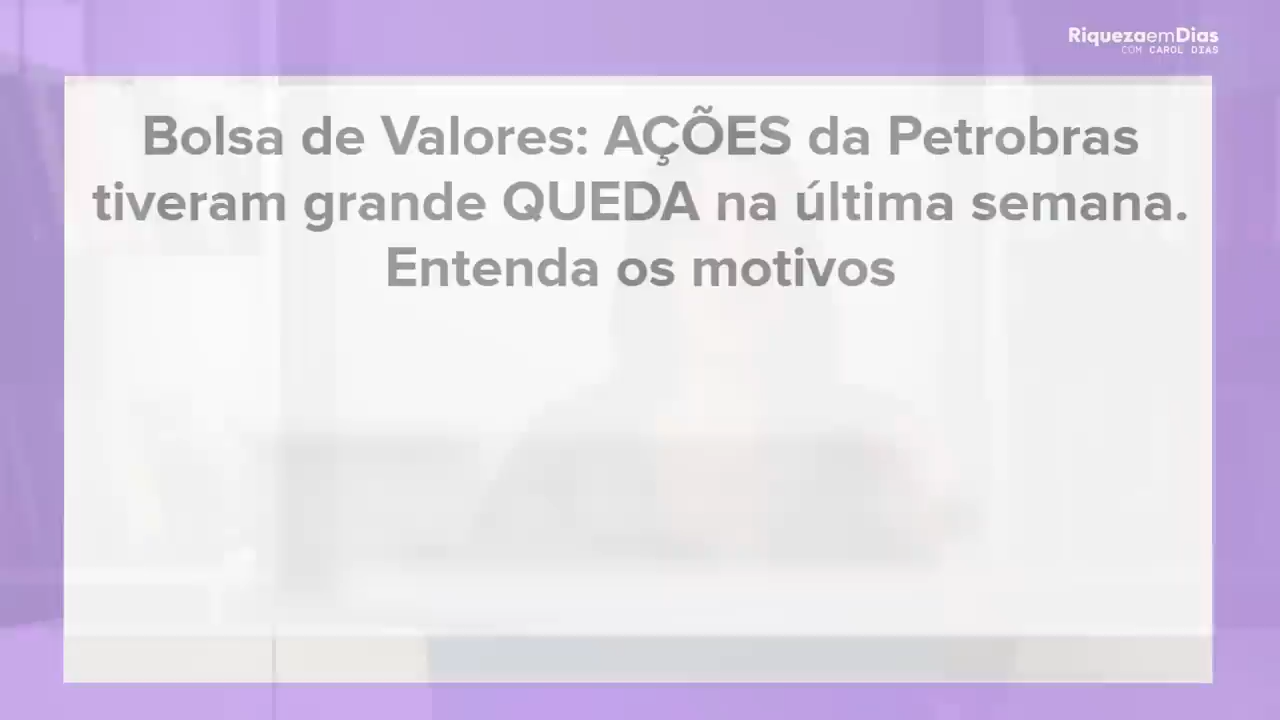 RiquezaemDias
COM CAROL DIAS
Bolsa de Valores: AÇÕES da Petrobras
tiveram grande QUEDA na última semana.
Entenda os motivos